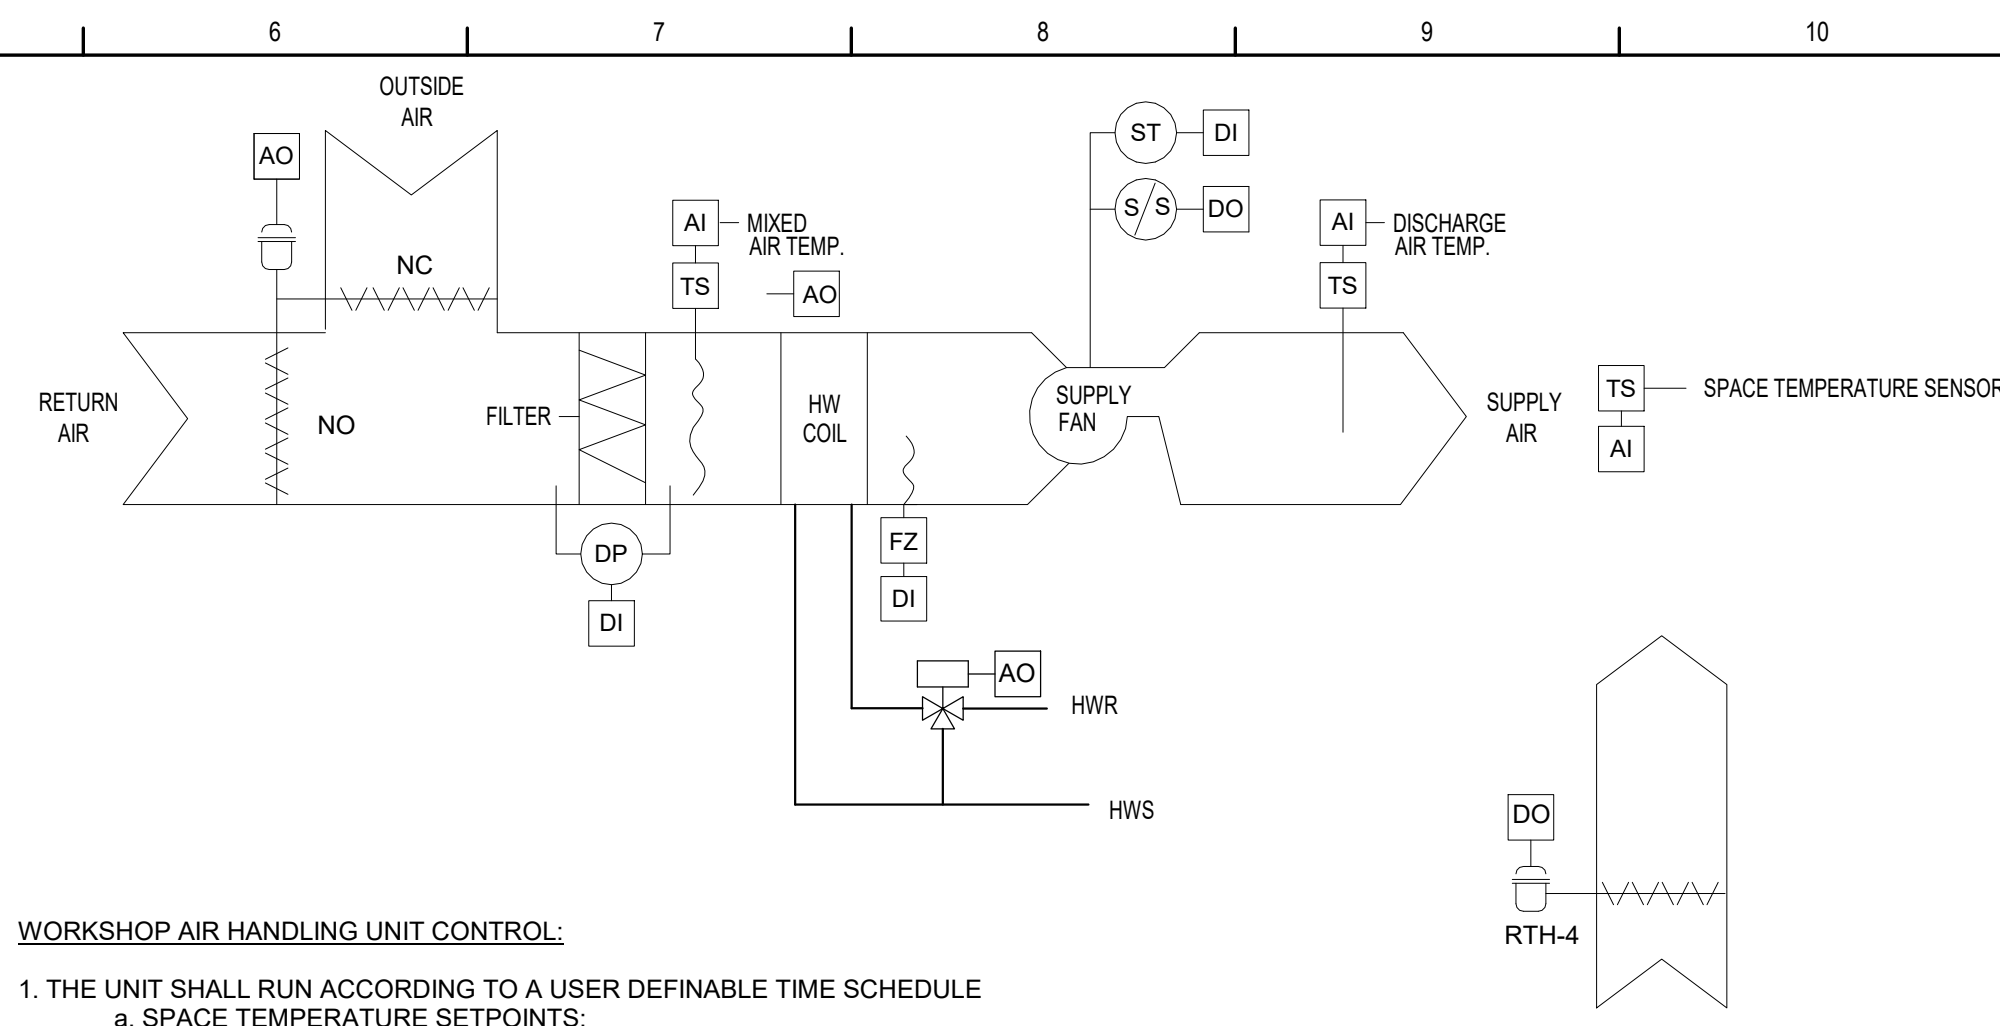 6
7
8
9
10
OUTSIDE
AIR
AO
NC
AI
MIXED
AIR TEMP.
TS
AO
ST
DI
S/S
DO
AI
DISCHARGE
AIR TEMP.
TS
RETURN
AIR
NO
FILTER
HW
COIL
SUPPLY
FAN
SUPPLY
AIR
TS
SPACE TEMPERATURE SENSOR
AI
DP
DI
FZ
DI
AO
HWR
HWS
DO
RTH-4
WORKSHOP AIR HANDLING UNIT CONTROL:
1. THE UNIT SHALL RUN ACCORDING TO A USER DEFINABLE TIME SCHEDULE
a. SPACE TEMPERATURE SETPOINTS: